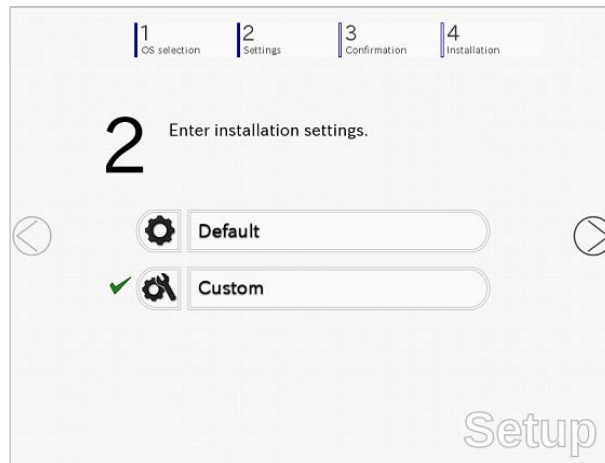 1
OS selection
2
Settings
3
Confirmation
4
Installation
2
Enter installation settings.
Default
Custom
Setup